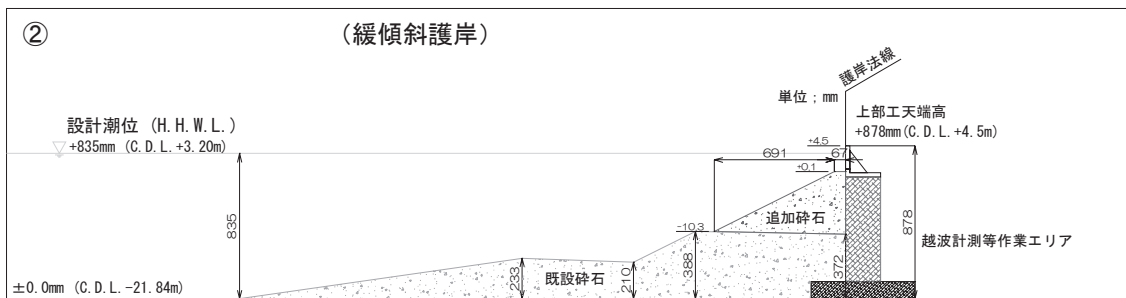 ② (緩傾斜護岸)
護岸法線
単位;mm
上部工天端高
+878mm(C.D.L.+4.5m)
設計潮位 (H.H.W.L.)
+835mm (C.D.L.+3.20m)
+4.5
691
67
+0.1
835
追加砕石
878
-10.3
越波計測等作業エリア
388
372
233
既設砕石
210
±0.0mm (C.D.L.-21.84m)